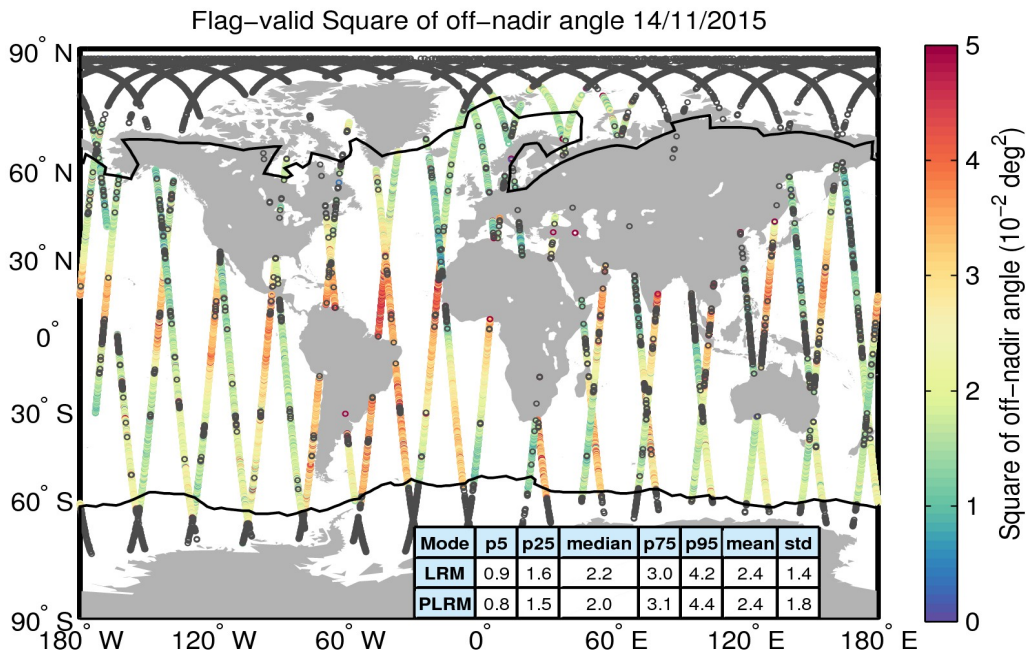 Flag-valid Square of off-nadir angle 14/11/2015
90° N
60° N
30° N
0°
30° S
60° S
90° S
180° W
120° W
60° W
0°
60° E
120° E
180° E
Mode p5 p25 median p75 p95 mean std
LRM 0.9 1.6 2.2 3.0 4.2 2.4 1.4
PLRM 0.8 1.5 2.0 3.1 4.4 2.4 1.8
5
4
3
2
1
0
Square of off-nadir angle (10⁻² deg²)